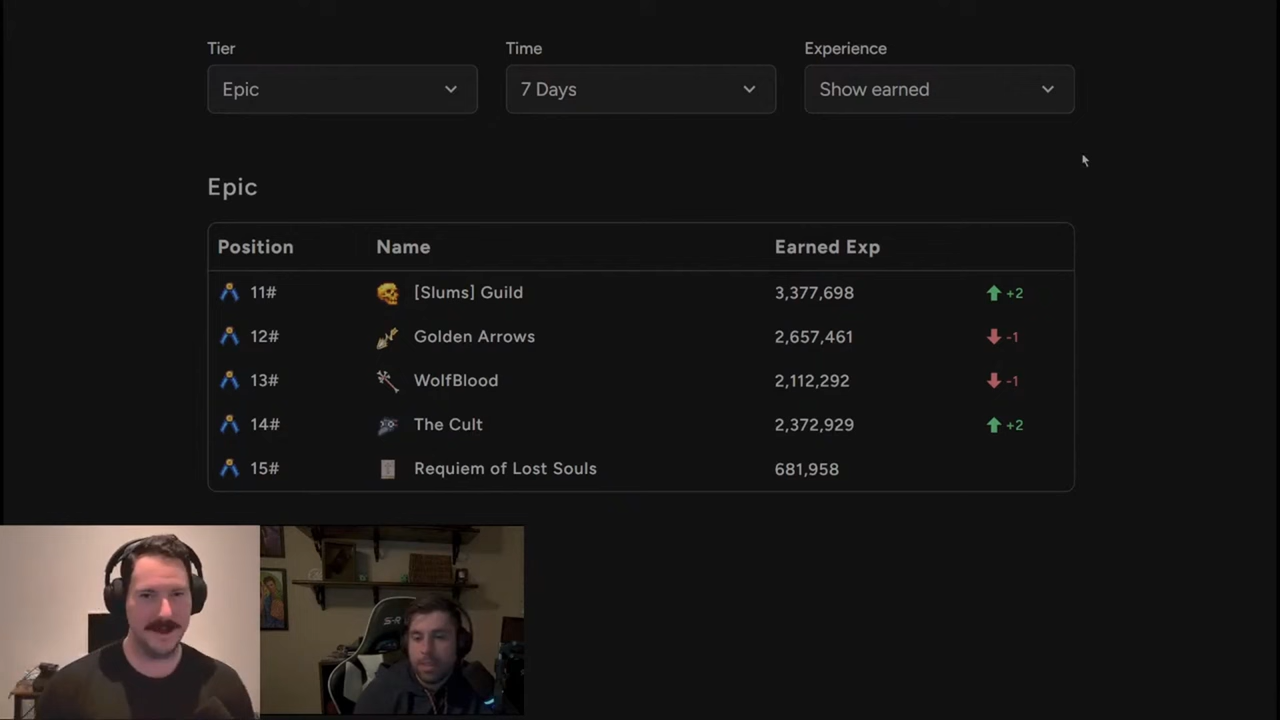 Tier Time Experience
Epic 7 Days Show earned
Epic
Position Name Earned Exp
11# [Slums] Guild 3,377,698 +2
12# Golden Arrows 2,657,461 -1
13# WolfBlood 2,112,292 -1
14# The Cult 2,372,929 +2
15# Requiem of Lost Souls 681,958
S-R